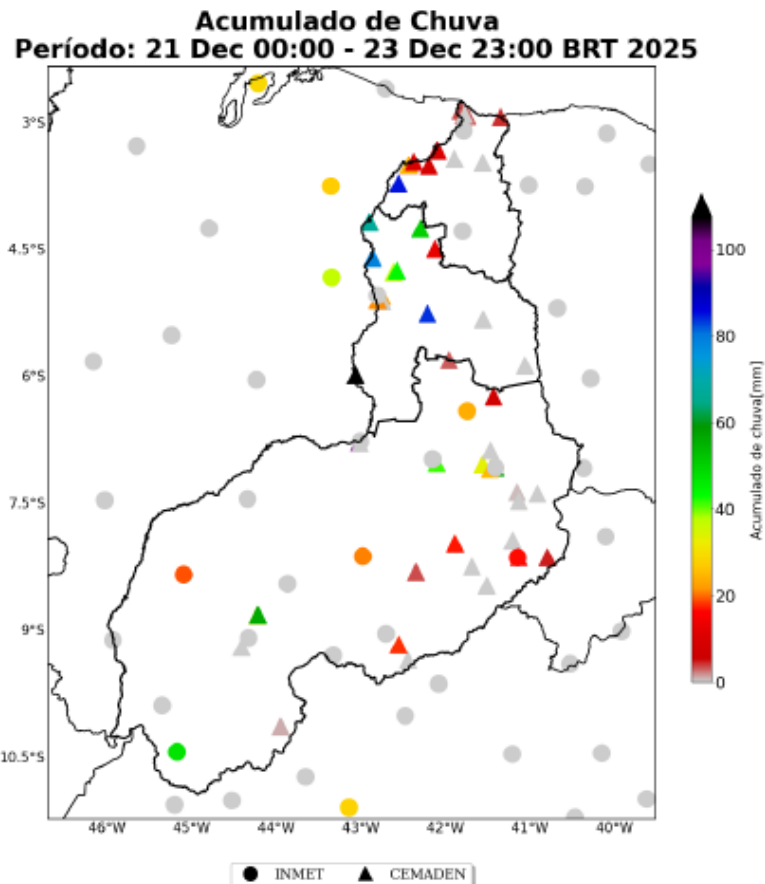 Acumulado de Chuva
Período: 21 Dec 00:00 - 23 Dec 23:00 BRT 2025
3°S
4.5°S
6°S
7.5°S
9°S
10.5°S
46°W 45°W 44°W 43°W 42°W 41°W 40°W
100
80
60
40
20
0
Acumulado de chuva[mm]
INMET CEMADEN